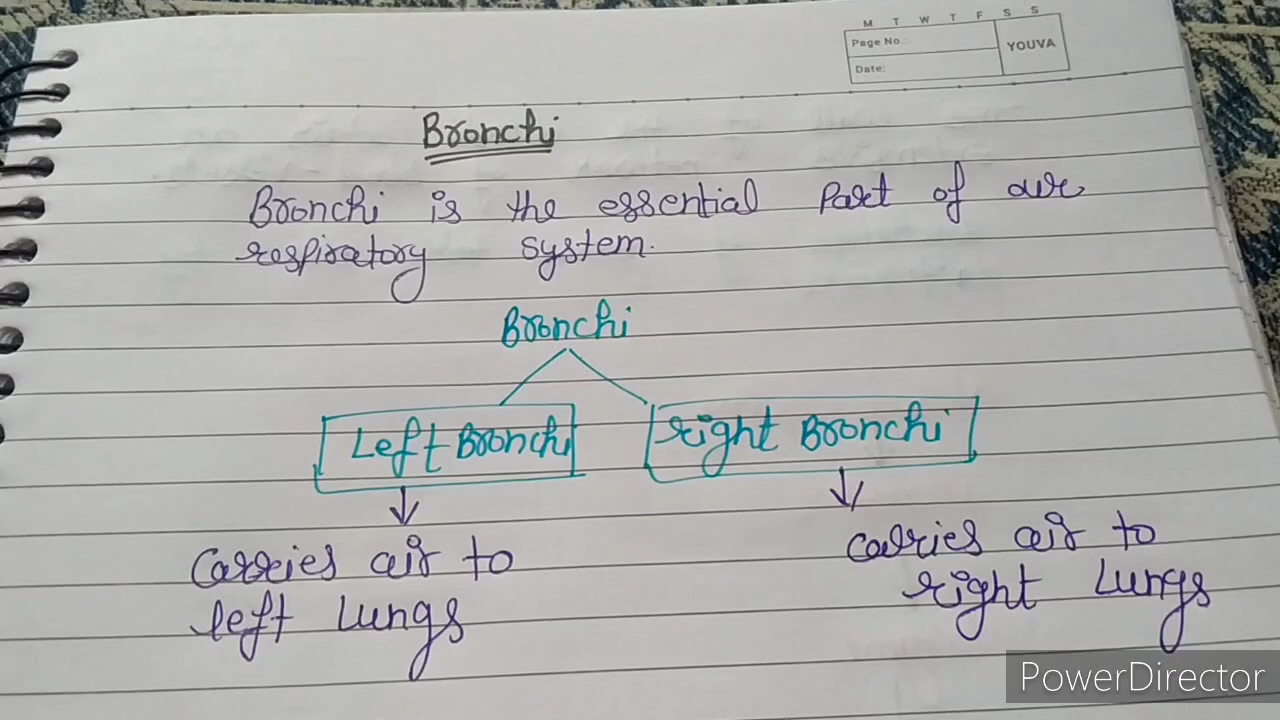 M T W T F S S
Page No.:
YOUVA
Date:
Bronchi
Bronchi is the essential Part of our
respiratory system.
Bronchi
Left Bronchi
right Bronchi
Carries air to
left lungs
carries air to
right Lungs
PowerDirector